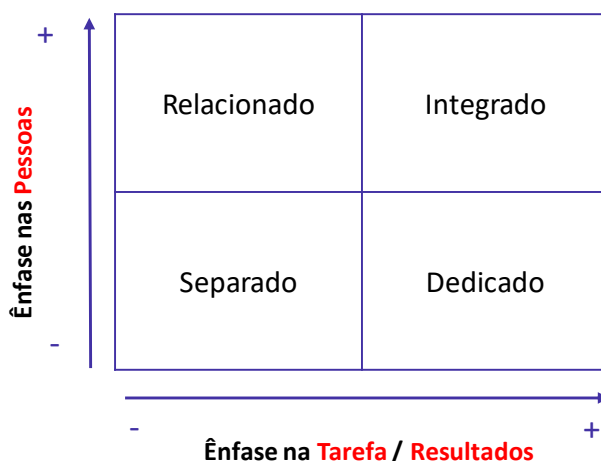 +
Relacionado
Integrado
Ênfase nas Pessoas
Separado
Dedicado
-
-
+
Ênfase na Tarefa / Resultados